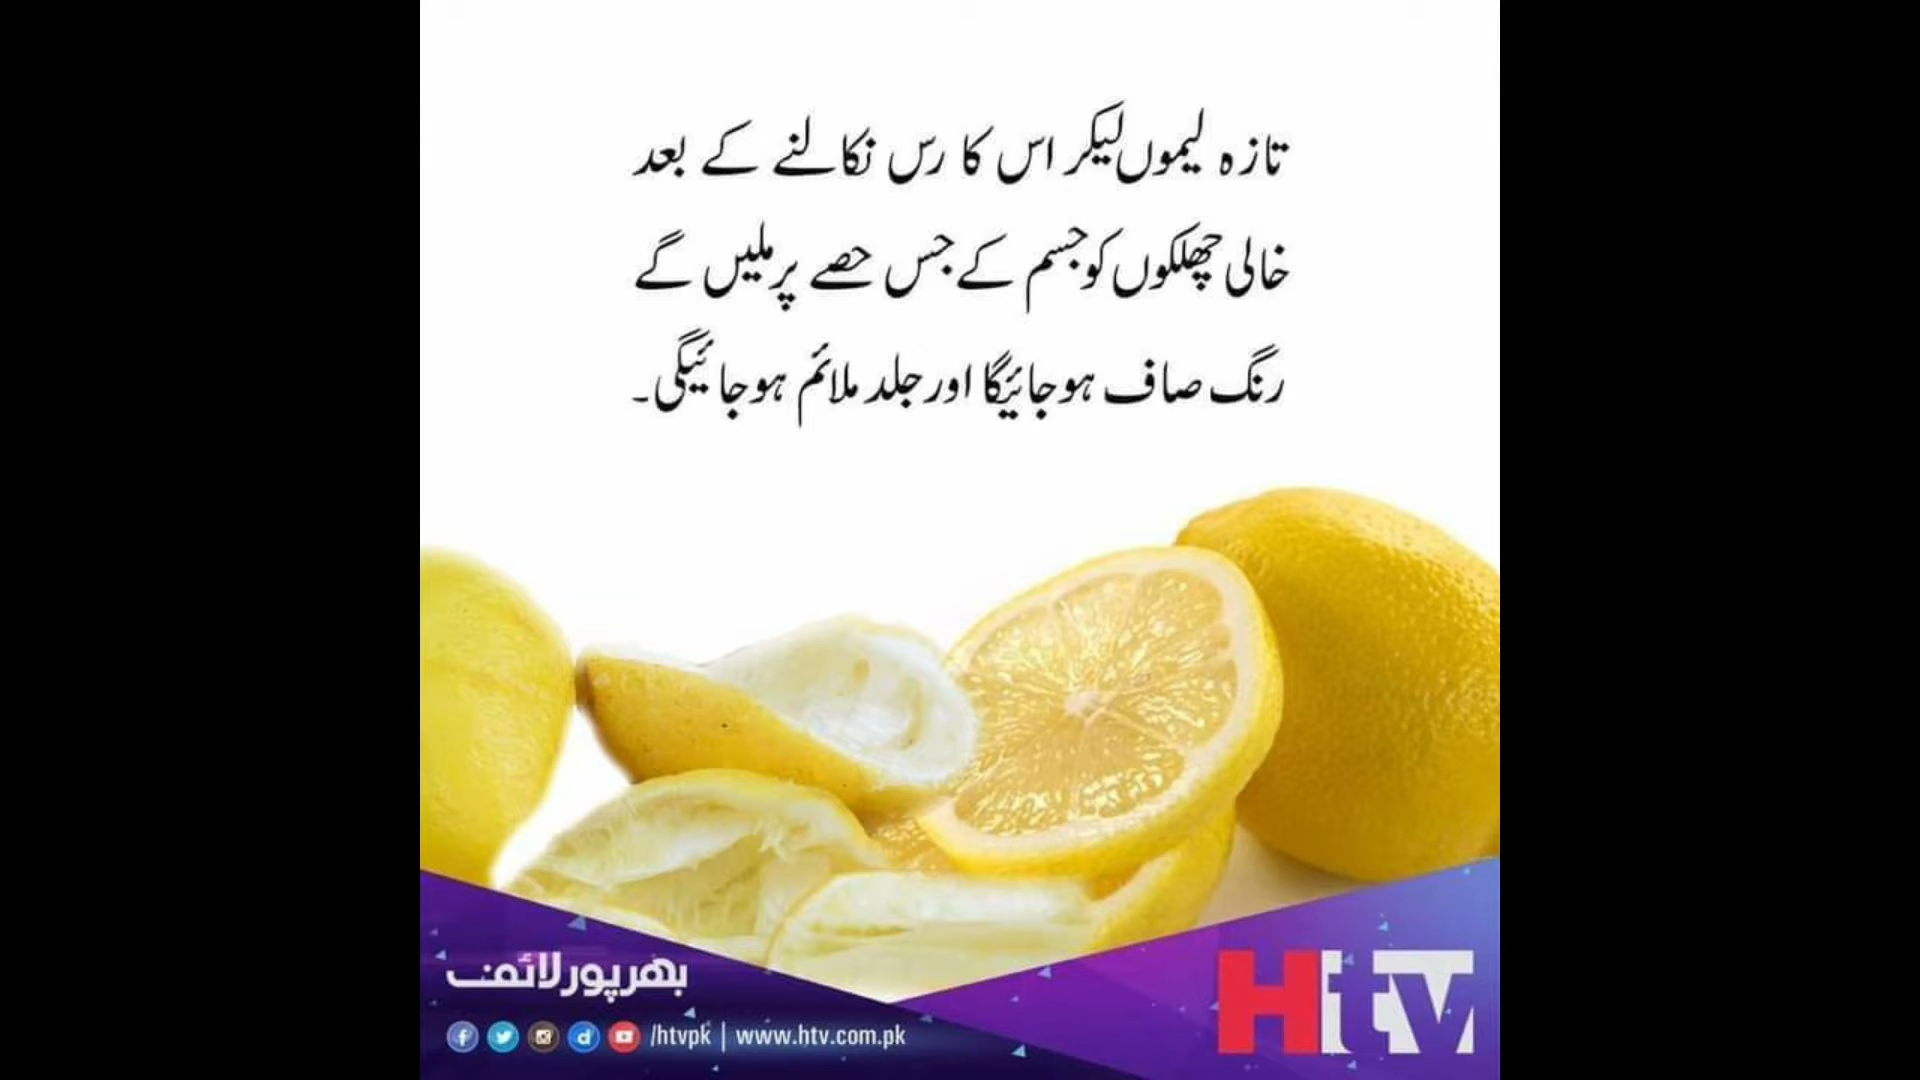 تازہ لیموں لیکر اس کا رس نکالنے کے بعد
خالی چھلکوں کو جسم کے جس حصے پر ملیں گے
رنگ صاف ہو جائیگا اور جلد ملائم ہو جائیگی۔
بھرپور لائف
/htvpk | www.htv.com.pk
Htv